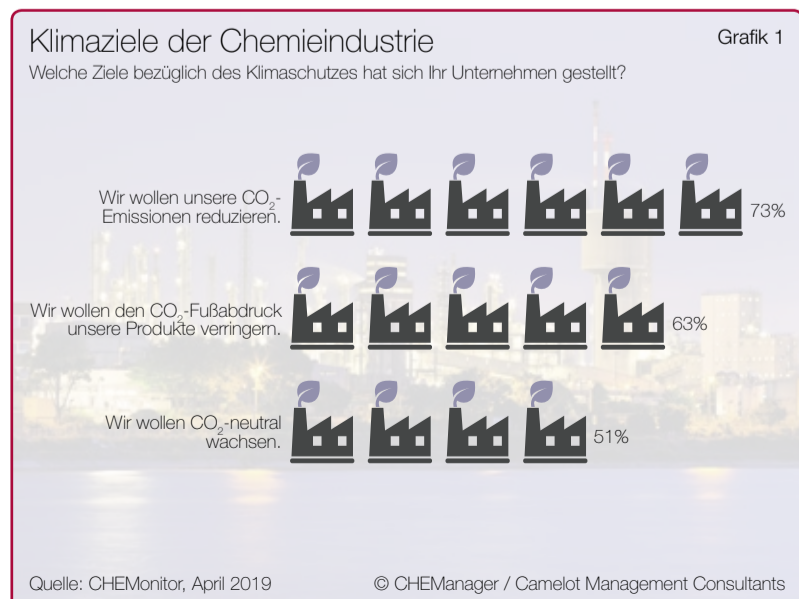 Klimaziele der Chemieindustrie
Grafik 1
Welche Ziele bezüglich des Klimaschutzes hat sich Ihr Unternehmen gestellt?
Wir wollen unsere CO₂-
Emissionen reduzieren.
73%
Wir wollen den CO₂-Fußabdruck
unsere Produkte verringern.
63%
Wir wollen CO₂-neutral
wachsen.
51%
Quelle: CHEMonitor, April 2019
© CHEManager / Camelot Management Consultants